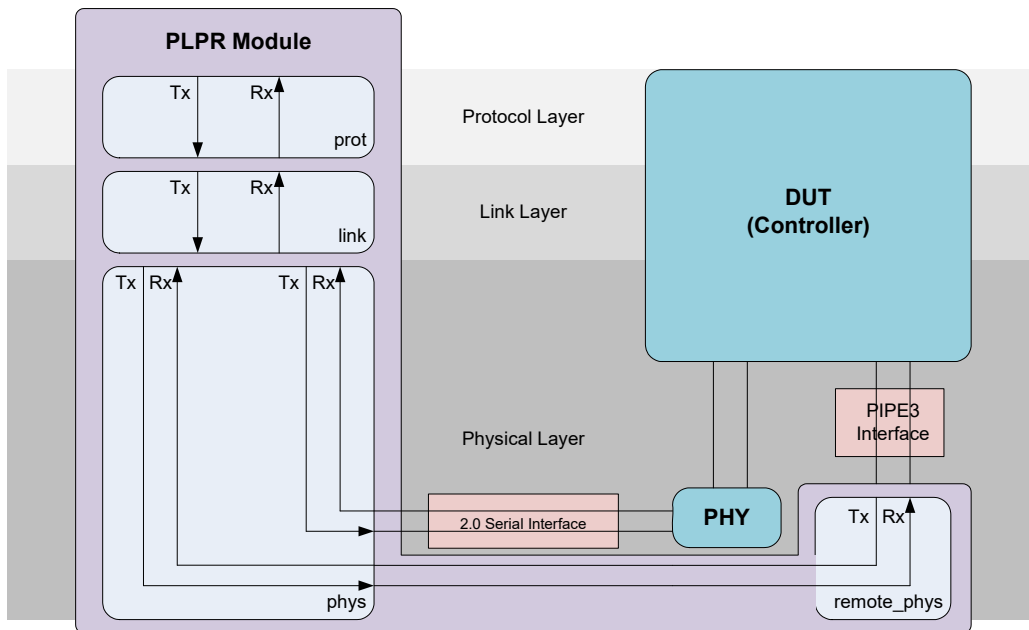 PLPR Module
Tx
Rx
prot
Protocol Layer
Tx
Rx
link
Link Layer
DUT
(Controller)
Tx
Rx
Tx
Rx
Physical Layer
PIPE3
Interface
2.0 Serial Interface
PHY
Tx
Rx
phys
remote_phys